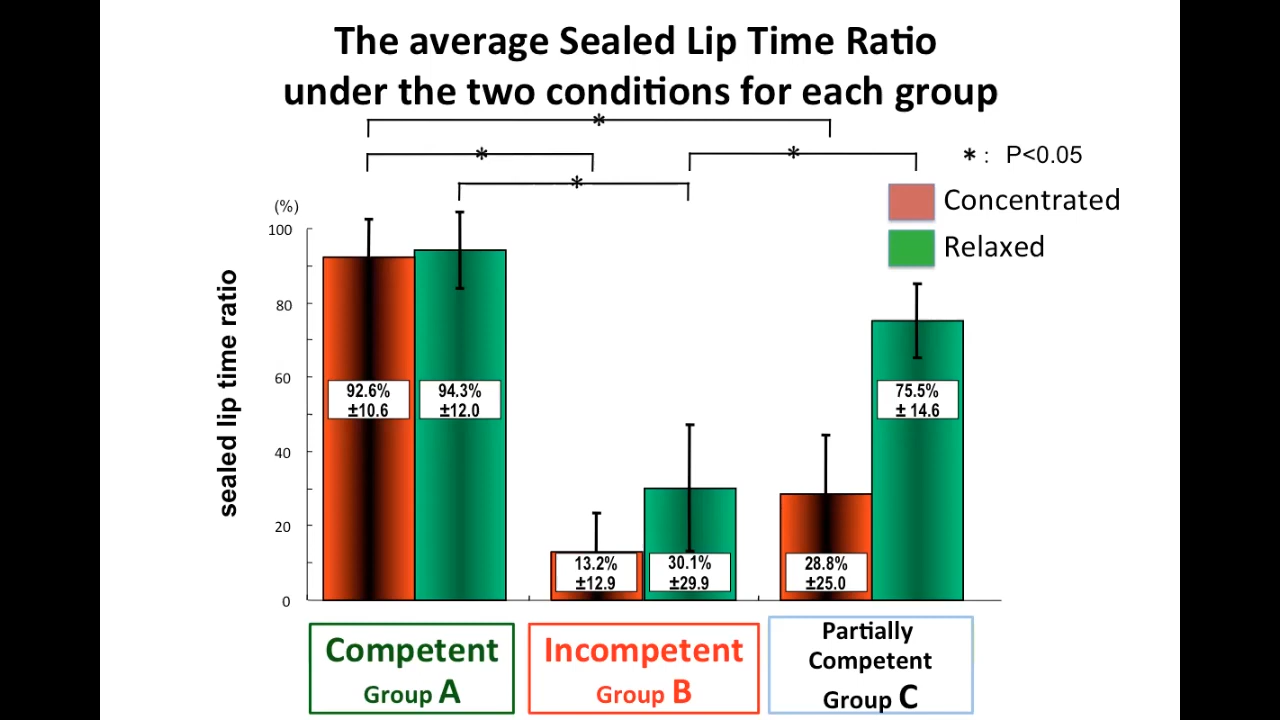 The average Sealed Lip Time Ratio
under the two conditions for each group
*
* * * : P<0.05
*
Concentrated
Relaxed
(%)
100
80
60
40
20
0
sealed lip time ratio
92.6%
±10.6
94.3%
±12.0
13.2%
±12.9
30.1%
±29.9
28.8%
±25.0
75.5%
± 14.6
Competent
Group A
Incompetent
Group B
Partially
Competent
Group C